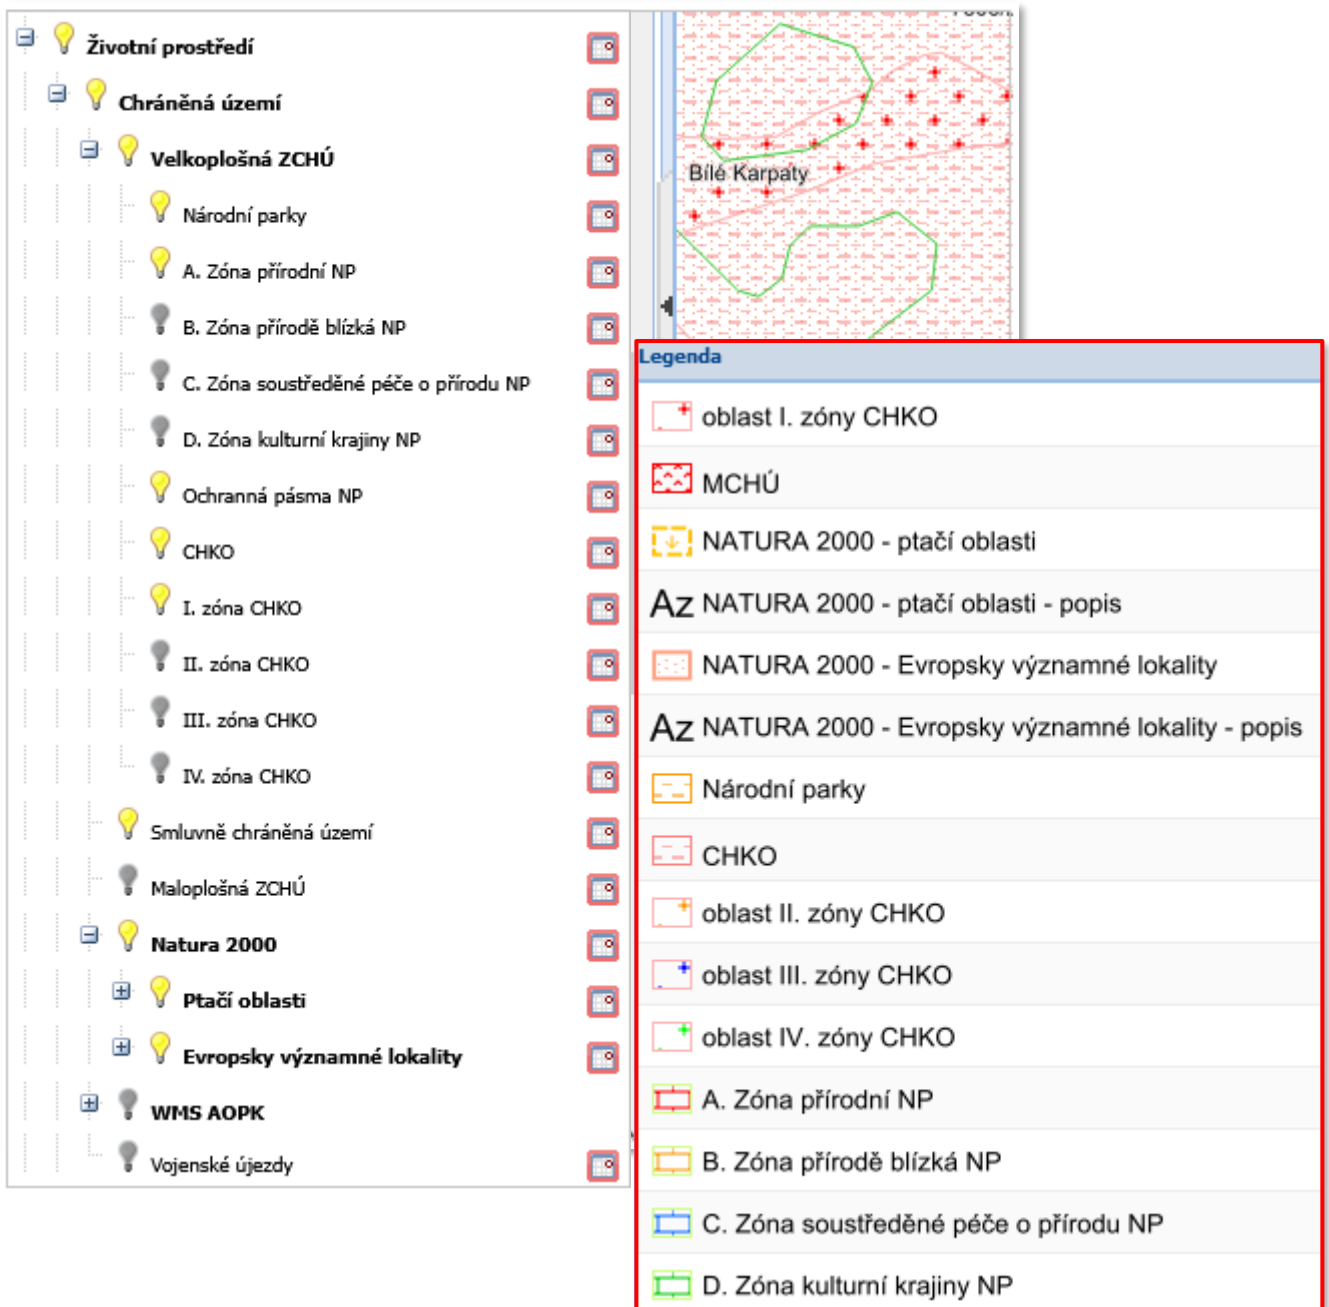 Životní prostředí
Chráněná území
Velkoplošná ZCHÚ
Národní parky
A. Zóna přírodní NP
B. Zóna přírodě blízká NP
C. Zóna soustředěné péče o přírodu NP
D. Zóna kulturní krajiny NP
Ochranná pásma NP
CHKO
I. zóna CHKO
II. zóna CHKO
III. zóna CHKO
IV. zóna CHKO
Smluvně chráněná území
Maloplošná ZCHÚ
Natura 2000
Ptačí oblasti
Evropsky významné lokality
WMS AOPK
Vojenské újezdy
Bílé Karpaty
Legenda
oblast I. zóny CHKO
MCHÚ
NATURA 2000 - ptačí oblasti
Az NATURA 2000 - ptačí oblasti - popis
NATURA 2000 - Evropsky významné lokality
Az NATURA 2000 - Evropsky významné lokality - popis
Národní parky
CHKO
oblast II. zóny CHKO
oblast III. zóny CHKO
oblast IV. zóny CHKO
A. Zóna přírodní NP
B. Zóna přírodě blízká NP
C. Zóna soustředěné péče o přírodu NP
D. Zóna kulturní krajiny NP